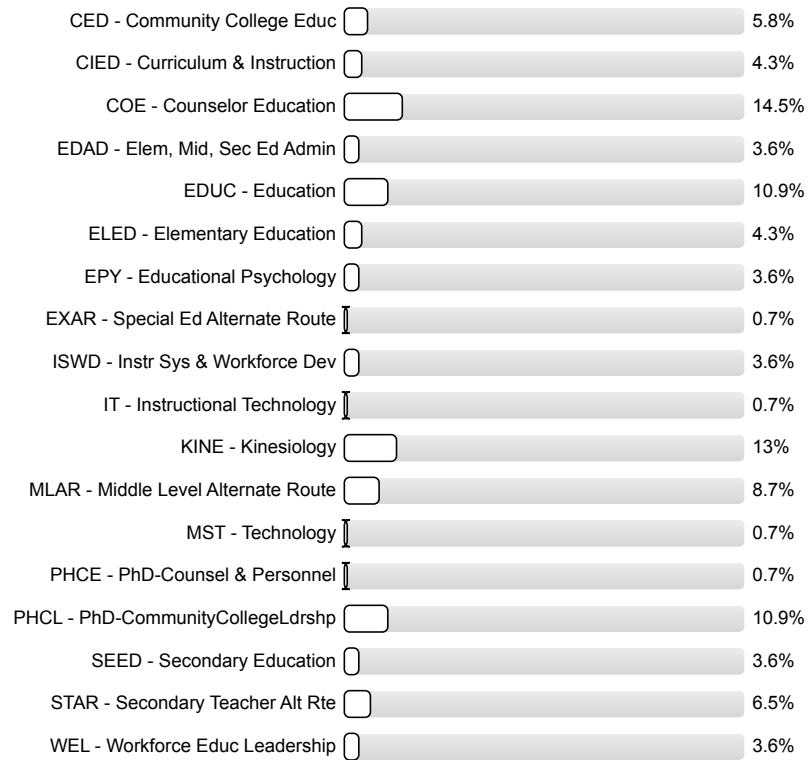 CED - Community College Educ 5.8%
CIED - Curriculum & Instruction 4.3%
COE - Counselor Education 14.5%
EDAD - Elem, Mid, Sec Ed Admin 3.6%
EDUC - Education 10.9%
ELED - Elementary Education 4.3%
EPY - Educational Psychology 3.6%
EXAR - Special Ed Alternate Route 0.7%
ISWD - Instr Sys & Workforce Dev 3.6%
IT - Instructional Technology 0.7%
KINE - Kinesiology 13%
MLAR - Middle Level Alternate Route 8.7%
MST - Technology 0.7%
PHCE - PhD-Counsel & Personnel 0.7%
PHCL - PhD-CommunityCollegeLdrshp 10.9%
SEED - Secondary Education 3.6%
STAR - Secondary Teacher Alt Rte 6.5%
WEL - Workforce Educ Leadership 3.6%